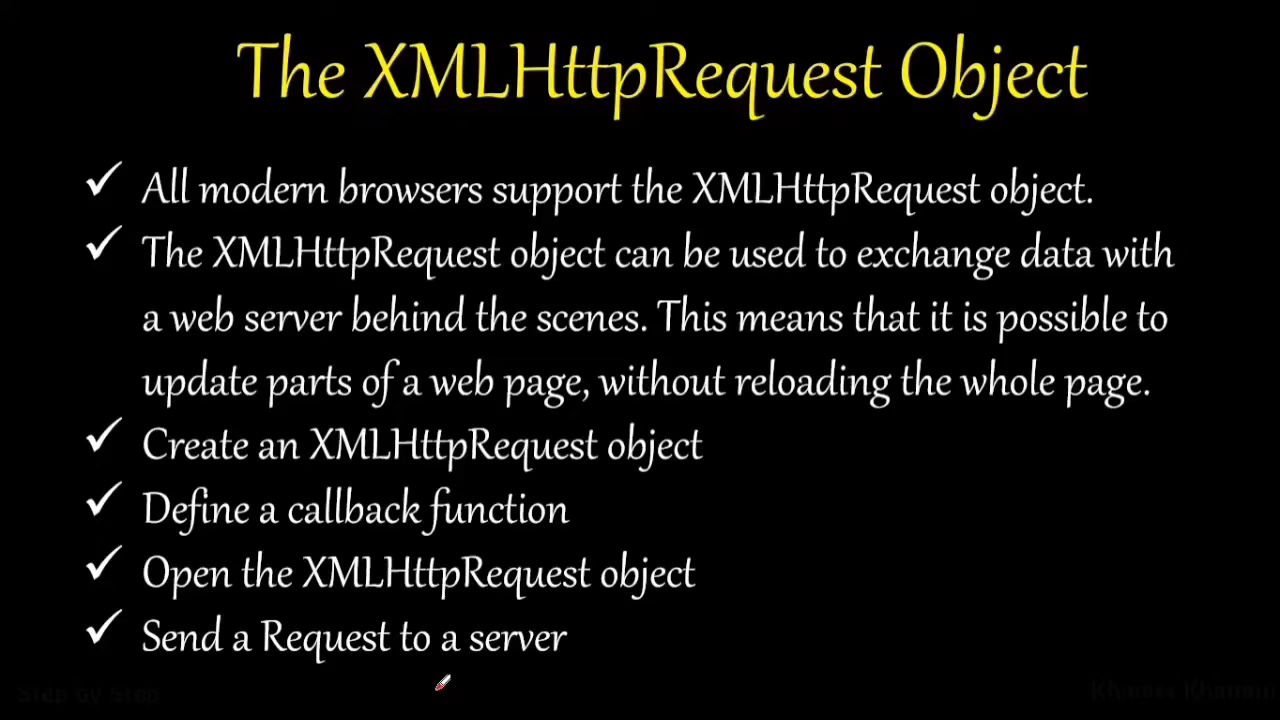 The XMLHttpRequest Object
✓ All modern browsers support the XMLHttpRequest object.
✓ The XMLHttpRequest object can be used to exchange data with
a web server behind the scenes. This means that it is possible to
update parts of a web page, without reloading the whole page.
✓ Create an XMLHttpRequest object
✓ Define a callback function
✓ Open the XMLHttpRequest object
✓ Send a Request to a server
Step by Step